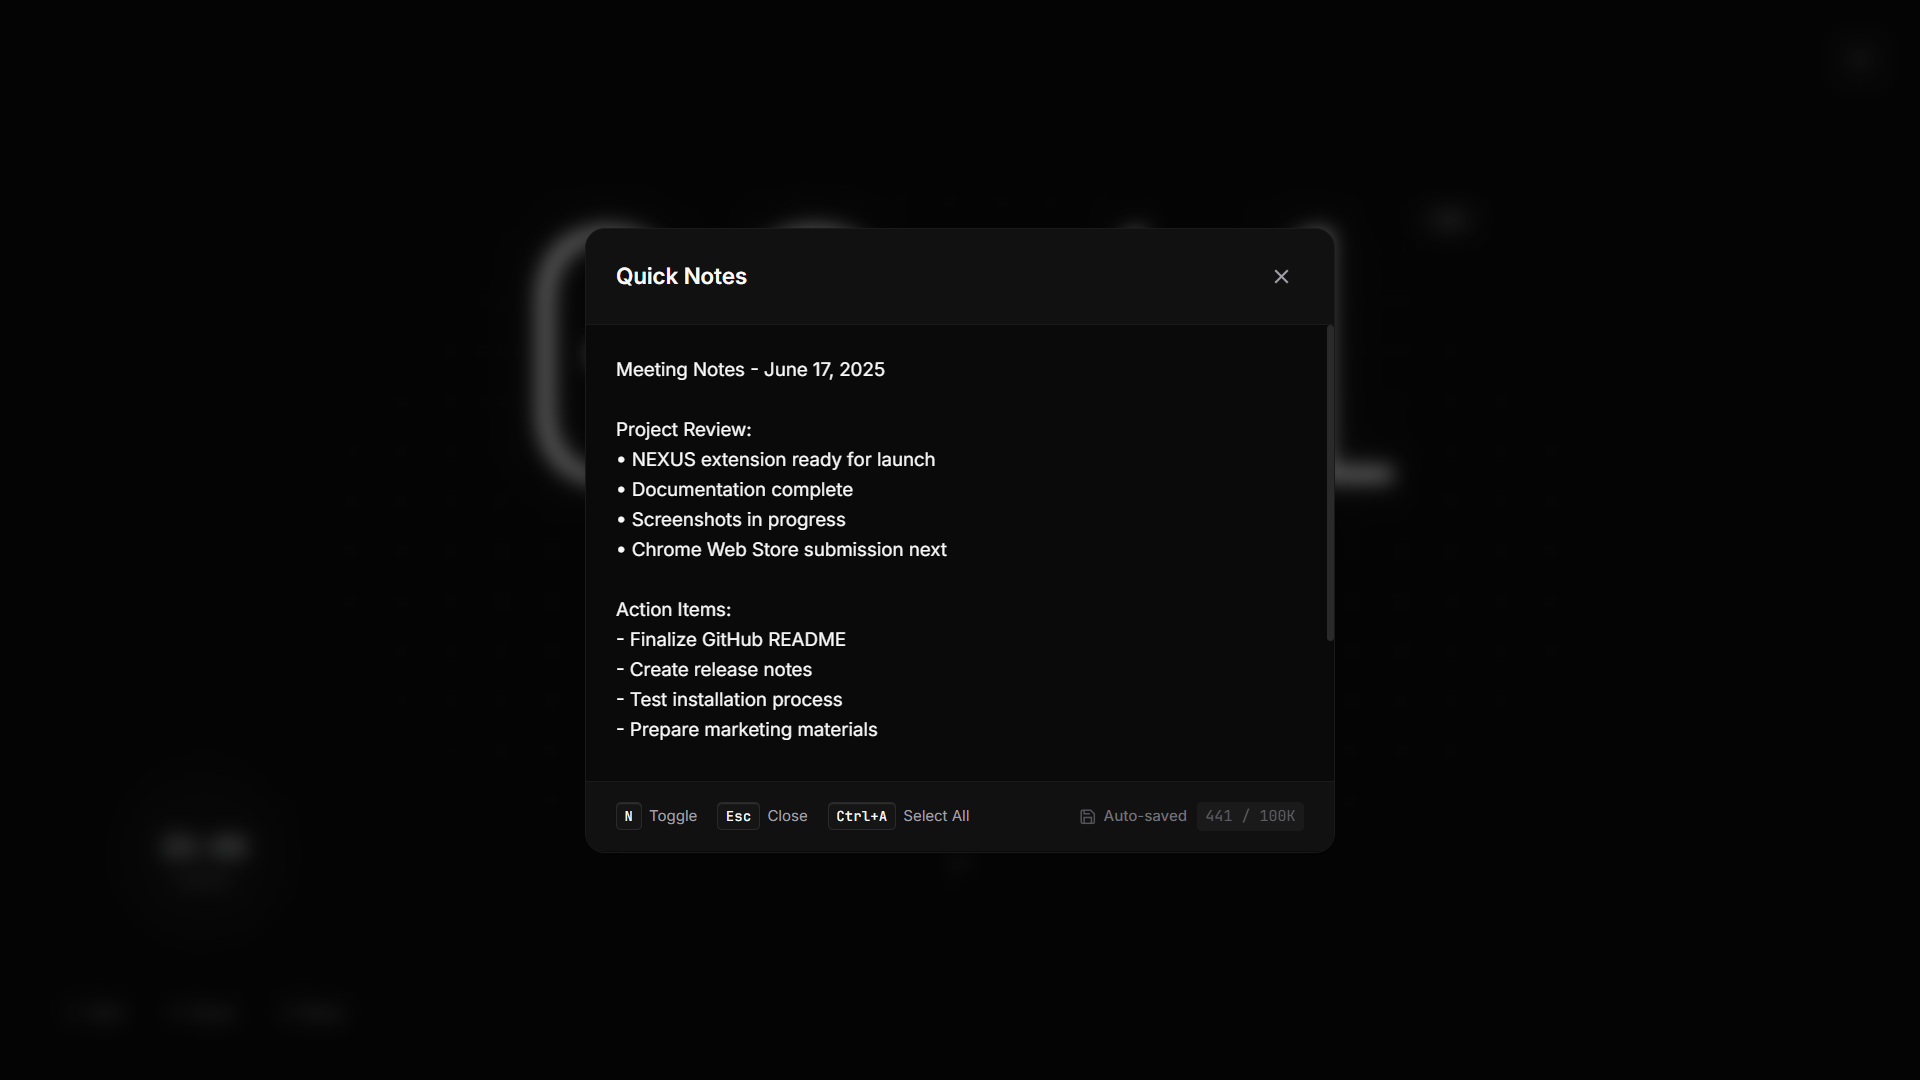 Quick Notes
Meeting Notes - June 17, 2025
Project Review:
• NEXUS extension ready for launch
• Documentation complete
• Screenshots in progress
• Chrome Web Store submission next
Action Items:
- Finalize GitHub README
- Create release notes
- Test installation process
- Prepare marketing materials
N Toggle Esc Close Ctrl+A Select All Auto-saved 441 / 100K